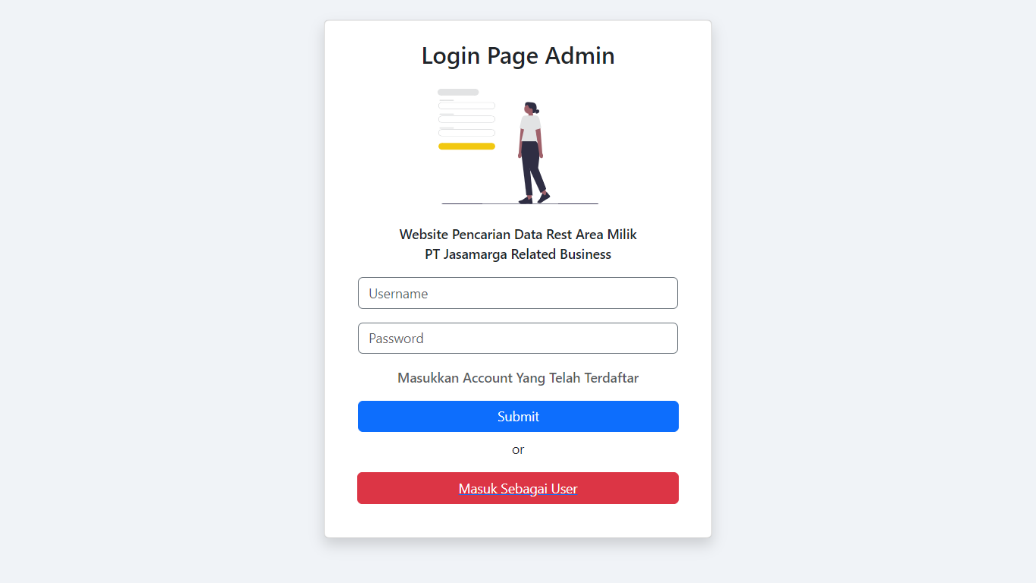 Login Page Admin
Website Pencarian Data Rest Area Milik
PT Jasamarga Related Business
Username
Password
Masukkan Account Yang Telah Terdaftar
Submit
or
Masuk Sebagai User